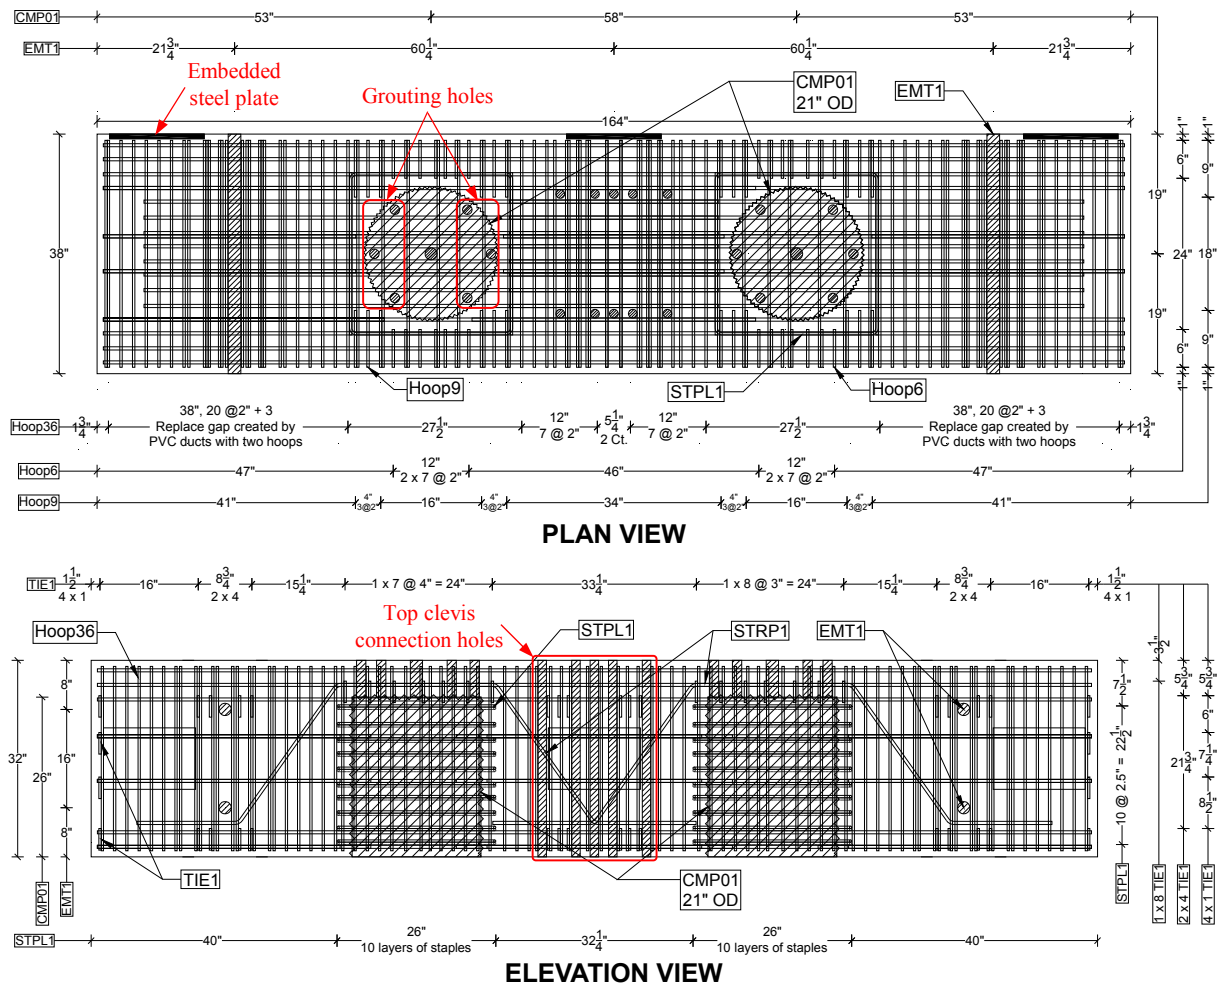 CMP01 53" 58" 53"
EMT1 21 3/4" 60 1/4" 60 1/4" 21 3/4"
Embedded
steel plate
Grouting holes
CMP01
21" OD
EMT1
164"
38"
19"
19"
1"
6"
24"
6"
1"
1"
9"
18"
9"
1"
Hoop9
STPL1
Hoop6
Hoop36 1 3/4" 38", 20 @2" + 3 27 1/2" 12" 5 1/4" 12" 27 1/2" 38", 20 @2" + 3 1 3/4"
Replace gap created by 7 @ 2" 2 Ct. 7 @ 2" Replace gap created by
PVC ducts with two hoops PVC ducts with two hoops
Hoop6 47" 12" 46" 12" 47"
2 x 7 @ 2" 2 x 7 @ 2"
Hoop9 41" 4" 16" 4" 34" 4" 16" 4" 41"
3@2" 3@2" 3@2" 3@2"
PLAN VIEW
TIE1 1 1/2" 16" 8 3/4" 15 1/4" 1 x 7 @ 4" = 24" 33 1/4" 1 x 8 @ 3" = 24" 15 1/4" 8 3/4" 16" 1 1/2"
4 x 1 2 x 4 2 x 4 4 x 1
Top clevis
connection holes
Hoop36
STPL1
STRP1
EMT1
32"
26"
8"
16"
8"
7 1/2"
10 @ 2.5" = 22 1/2"
3 1/2"
5 3/4"
21 3/4"
5 3/4"
6"
7 1/4"
8 1/2"
TIE1
CMP01
21" OD
CMP01
EMT1
STPL1
1 x 8 TIE1
2 x 4 TIE1
4 x 1 TIE1
STPL1 40" 26" 32 1/4" 26" 40"
10 layers of staples 10 layers of staples
ELEVATION VIEW